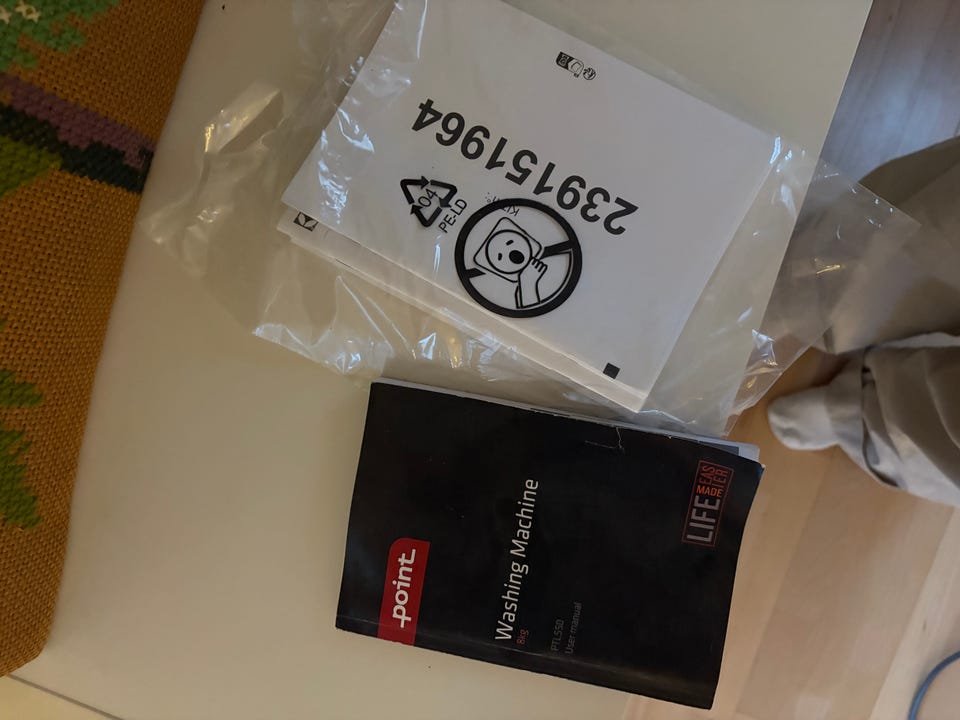 239151964
04
PE-LD
point
Washing Machine
8kg
PTL550
User manual
LIFE
MADE
EASIER